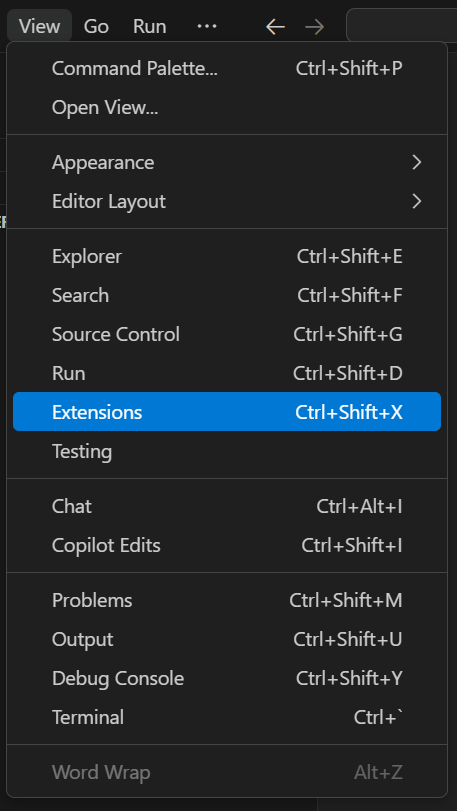 View Go Run ···
Command Palette... Ctrl+Shift+P
Open View...
Appearance
Editor Layout
Explorer Ctrl+Shift+E
Search Ctrl+Shift+F
Source Control Ctrl+Shift+G
Run Ctrl+Shift+D
Extensions Ctrl+Shift+X
Testing
Chat Ctrl+Alt+I
Copilot Edits Ctrl+Shift+I
Problems Ctrl+Shift+M
Output Ctrl+Shift+U
Debug Console Ctrl+Shift+Y
Terminal Ctrl+`
Word Wrap Alt+Z